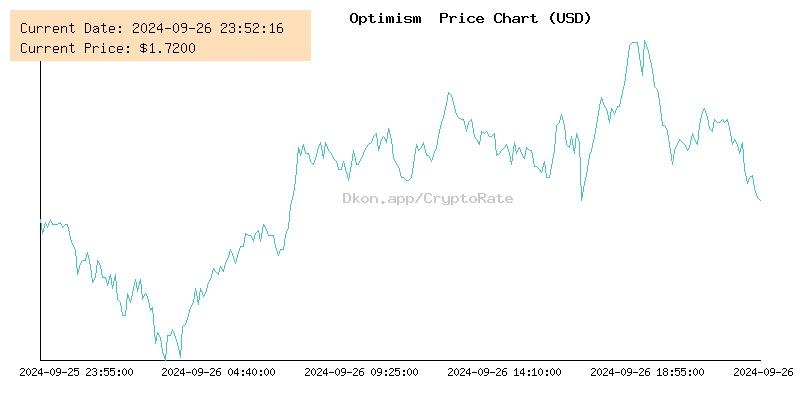 Optimism Price Chart (USD)
Current Date: 2024-09-26 23:52:16
Current Price: $1.7200
Dkon.app/CryptoRate
2024-09-25 23:55:00 2024-09-26 04:40:00 2024-09-26 09:25:00 2024-09-26 14:10:00 2024-09-26 18:55:00 2024-09-26